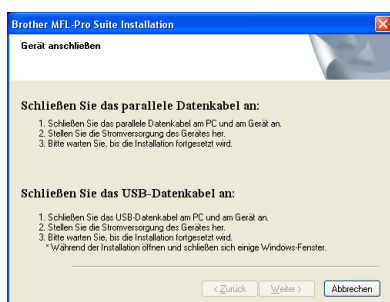 Brother MFL-Pro Suite Installation
Gerät anschließen
Schließen Sie das parallele Datenkabel an:
1. Schließen Sie das parallele Datenkabel am PC und am Gerät an.
2. Stellen Sie die Stromversorgung des Gerätes her.
3. Bitte warten Sie, bis die Installation fortgesetzt wird.
Schließen Sie das USB-Datenkabel an:
1. Schließen Sie das USB-Datenkabel am PC und am Gerät an.
2. Stellen Sie die Stromversorgung des Gerätes her.
3. Bitte warten Sie, bis die Installation fortgesetzt wird.
* Während der Installation öffnen und schließen sich einige Windows-Fenster.
< Zurück Weiter > Abbrechen